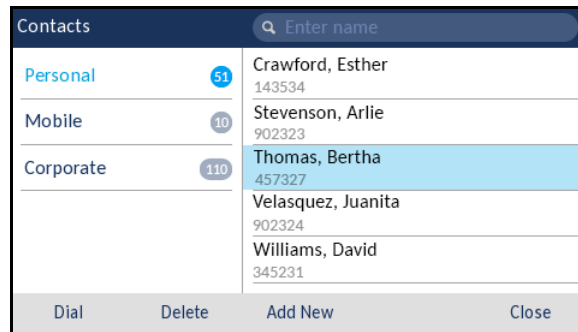 Contacts
Enter name
Personal 51
Mobile 10
Corporate 110
Crawford, Esther
143534
Stevenson, Arlie
902323
Thomas, Bertha
457327
Velasquez, Juanita
902324
Williams, David
345231
Dial Delete Add New Close